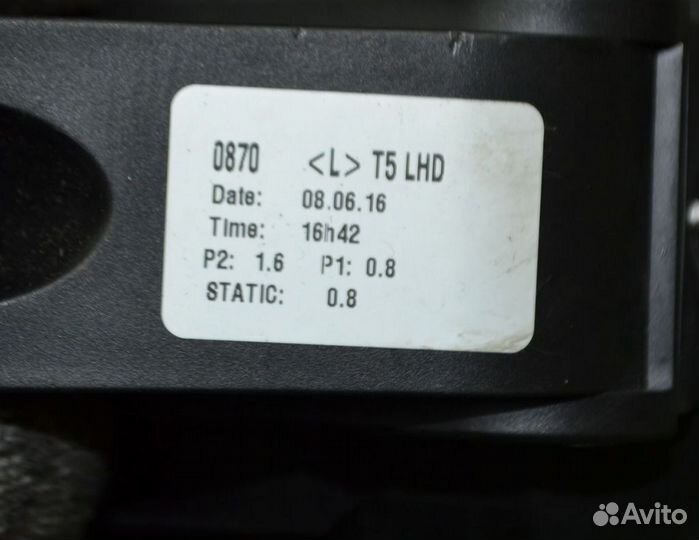 0870 <L> T5 LHD
Date: 08.06.16
Time: 16h42
P2: 1.6 P1: 0.8
STATIC: 0.8
Avito